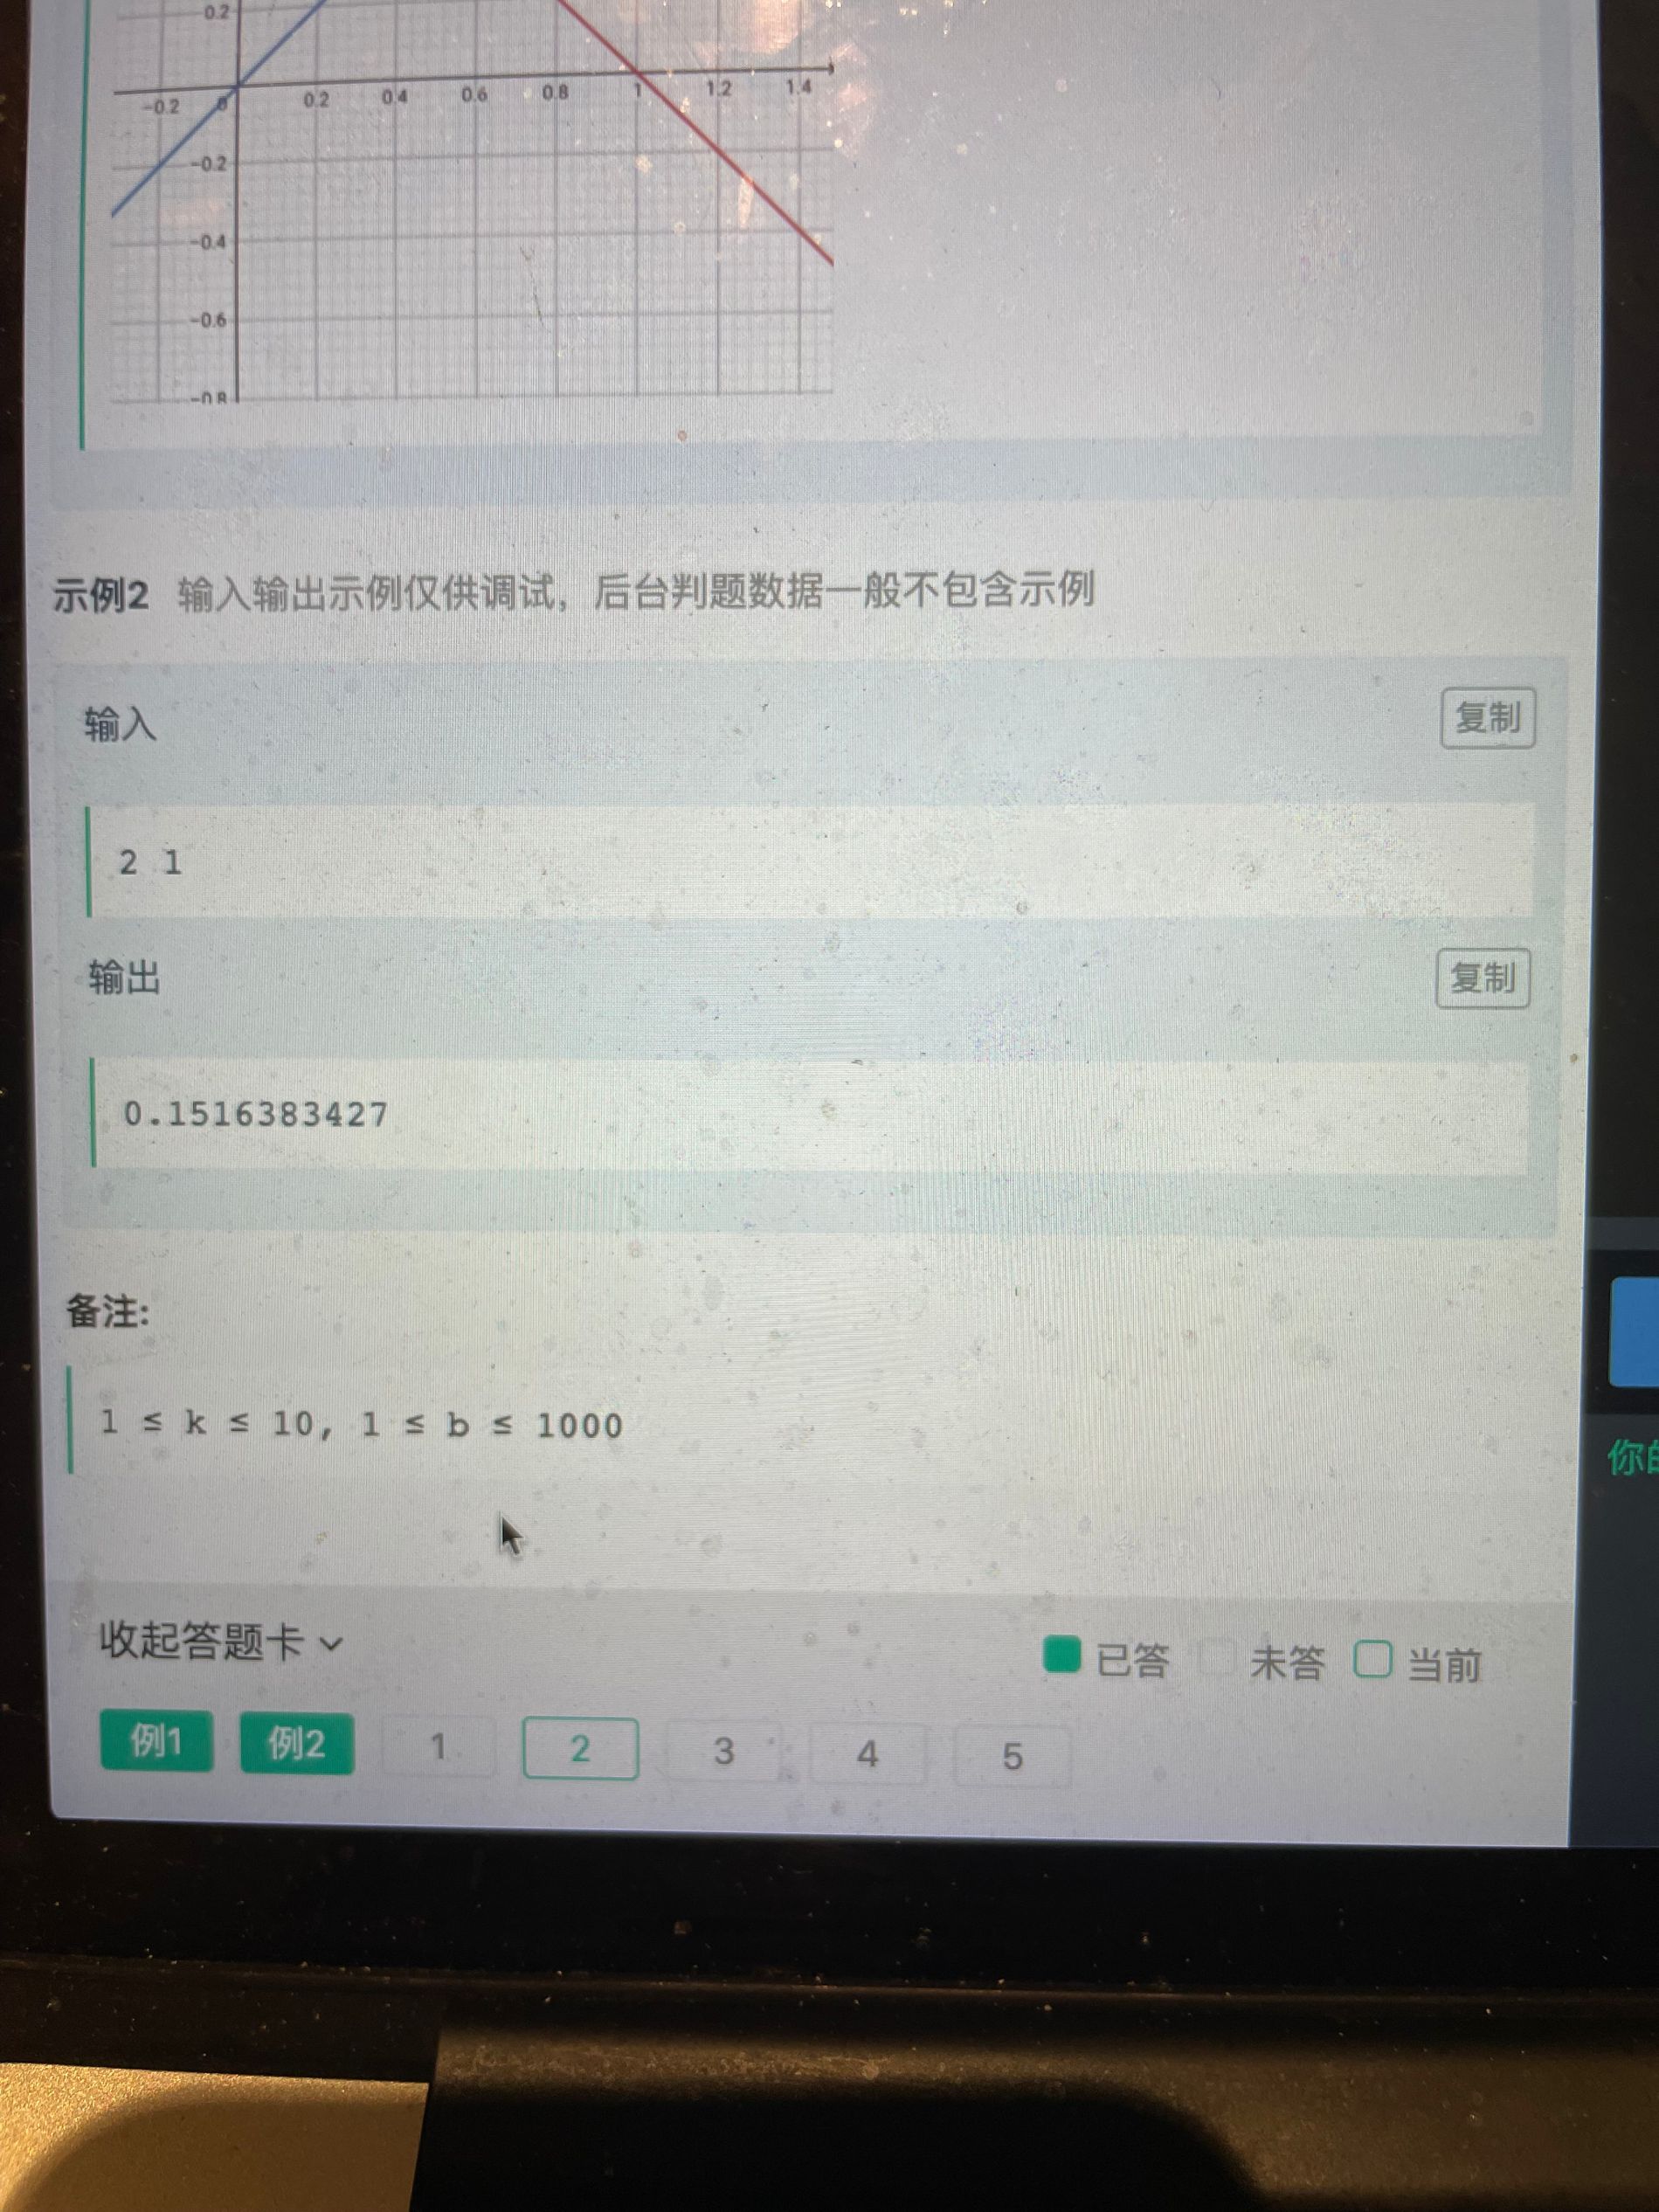 0.2
-0.2 0 0.2 0.4 0.6 0.8 1 1.2 1.4
-0.2
-0.4
-0.6
-0.8
示例2 输入输出示例仅供调试，后台判题数据一般不包含示例
输入 复制
2 1
输出 复制
0.1516383427
备注:
1 ≤ k ≤ 10, 1 ≤ b ≤ 1000
你的
收起答题卡 已答 未答 当前
例1 例2 1 2 3 4 5